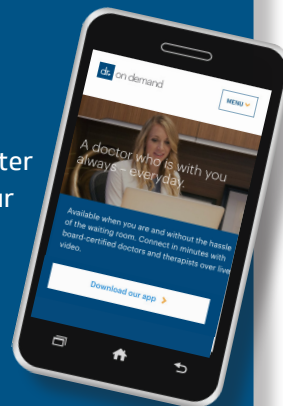 ter
ur
dr. on demand
MENU
A doctor who is with you
always – everyday.
Available when you are and without the hassle
of the waiting room. Connect in minutes with
board-certified doctors and therapists over live
video.
Download our app